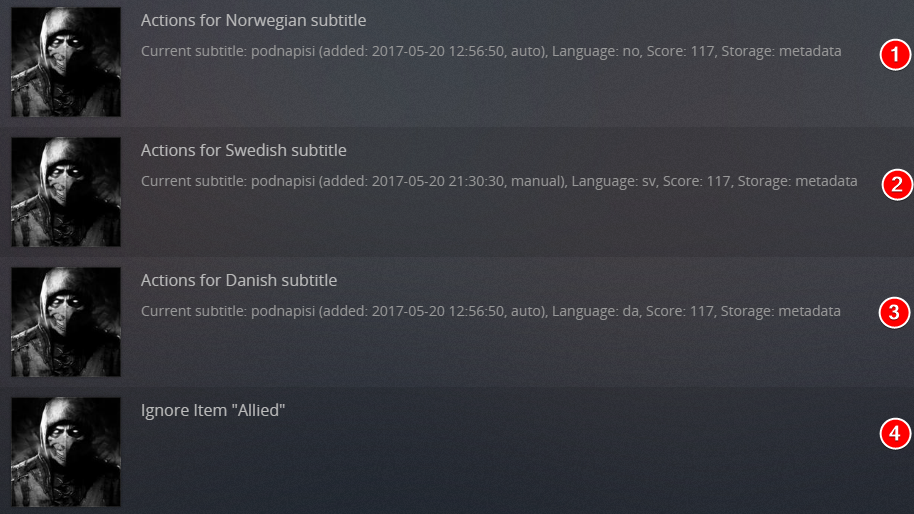 Actions for Norwegian subtitle
Current subtitle: podnapisi (added: 2017-05-20 12:56:50, auto), Language: no, Score: 117, Storage: metadata
1
Actions for Swedish subtitle
Current subtitle: podnapisi (added: 2017-05-20 21:30:30, manual), Language: sv, Score: 117, Storage: metadata
2
Actions for Danish subtitle
Current subtitle: podnapisi (added: 2017-05-20 12:56:50, auto), Language: da, Score: 117, Storage: metadata
3
Ignore Item "Allied"
4